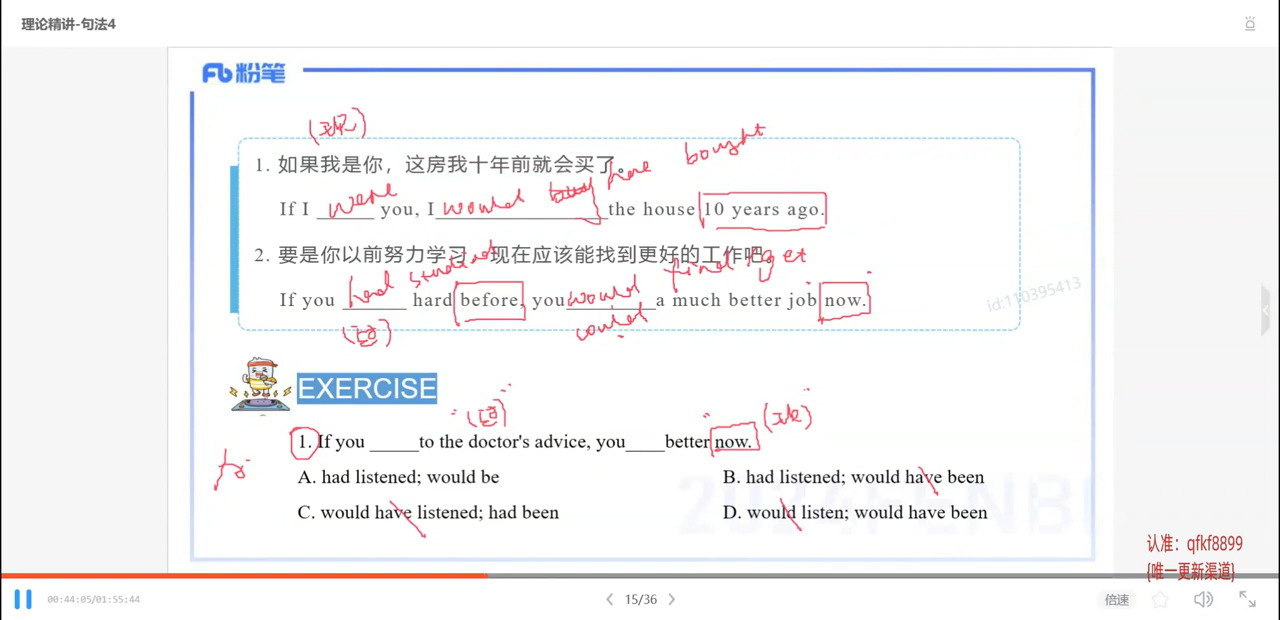 理论精讲-句法4
粉笔
(现)
1. 如果我是你，这房我十年前就会买了。
have bought
If I were you, I would the house 10 years ago.
2. 要是你以前努力学习，现在应该能找到更好的工作吧。
had studied find / get
If you hard before, you would a much better job now.
could
id:110395413
EXERCISE
1. If you _____to the doctor's advice, you____better now.
A. had listened; would be
B. had listened; would have been
C. would have listened; had been
D. would listen; would have been
2024FENBI
认准：qfkf8899
{唯一更新渠道}
00:44:05/01:55:44
15/36
倍速